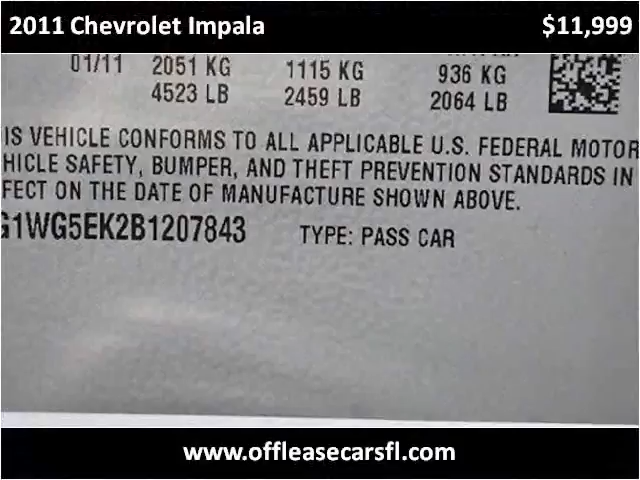 2011 Chevrolet Impala $11,999
01/11 2051 KG 1115 KG 936 KG
4523 LB 2459 LB 2064 LB
IS VEHICLE CONFORMS TO ALL APPLICABLE U.S. FEDERAL MOTOR
HICLE SAFETY, BUMPER, AND THEFT PREVENTION STANDARDS IN
FECT ON THE DATE OF MANUFACTURE SHOWN ABOVE.
G1WG5EK2B1207843 TYPE: PASS CAR
www.offleasecarsfl.com